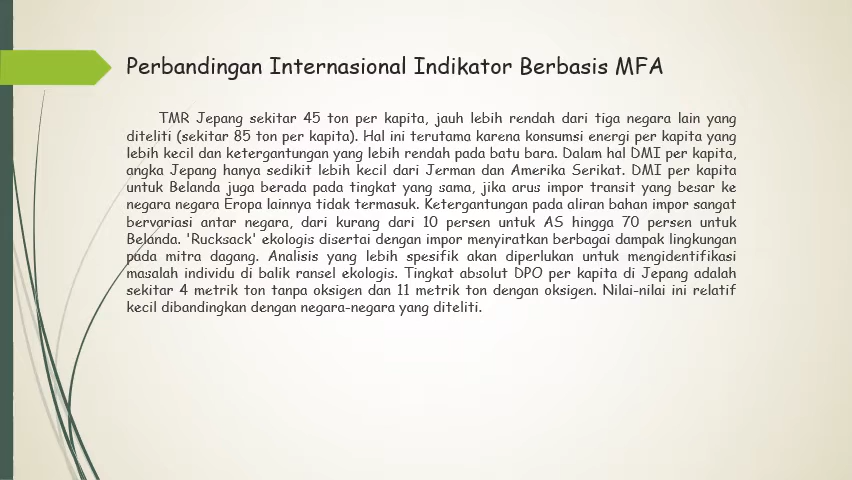 Perbandingan Internasional Indikator Berbasis MFA
TMR Jepang sekitar 45 ton per kapita, jauh lebih rendah dari tiga negara lain yang
diteliti (sekitar 85 ton per kapita). Hal ini terutama karena konsumsi energi per kapita yang
lebih kecil dan ketergantungan yang lebih rendah pada batu bara. Dalam hal DMI per kapita,
angka Jepang hanya sedikit lebih kecil dari Jerman dan Amerika Serikat. DMI per kapita
untuk Belanda juga berada pada tingkat yang sama, jika arus impor transit yang besar ke
negara negara Eropa lainnya tidak termasuk. Ketergantungan pada aliran bahan impor sangat
bervariasi antar negara, dari kurang dari 10 persen untuk AS hingga 70 persen untuk
Belanda. 'Rucksack' ekologis disertai dengan impor menyiratkan berbagai dampak lingkungan
pada mitra dagang. Analisis yang lebih spesifik akan diperlukan untuk mengidentifikasi
masalah individu di balik ransel ekologis. Tingkat absolut DPO per kapita di Jepang adalah
sekitar 4 metrik ton tanpa oksigen dan 11 metrik ton dengan oksigen. Nilai-nilai ini relatif
kecil dibandingkan dengan negara-negara yang diteliti.